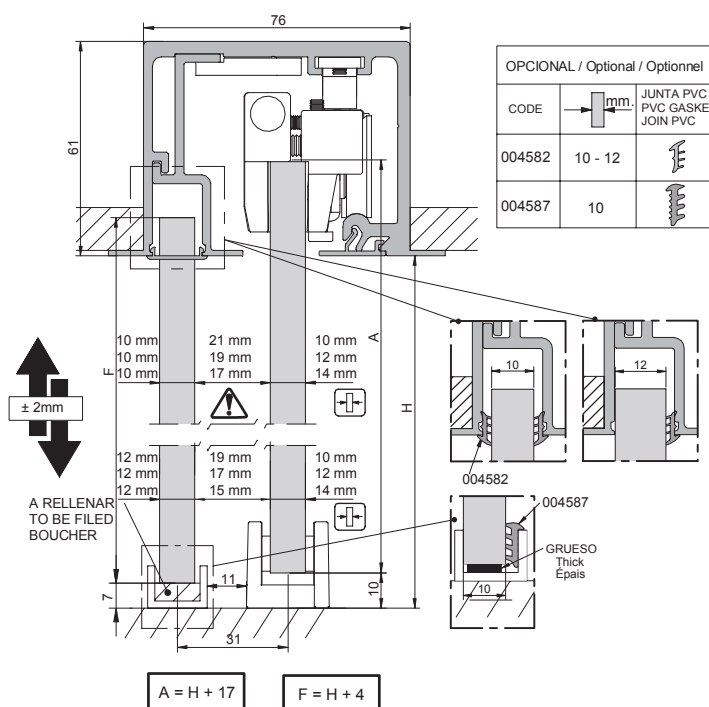 76
61
OPCIONAL / Optional / Optionnel
CODE
mm.
JUNTA PVC
PVC GASKE
JOIN PVC
004582
10 - 12
004587
10
F
A
H
10 mm 21 mm 10 mm
10 mm 19 mm 12 mm
10 mm 17 mm 14 mm
± 2mm
12 mm 19 mm 10 mm
12 mm 17 mm 12 mm
12 mm 15 mm 14 mm
A RELLENAR
TO BE FILED
BOUCHER
10
12
004582
004587
GRUESO
Thick
Épais
10
7
11
10
31
A = H + 17
F = H + 4